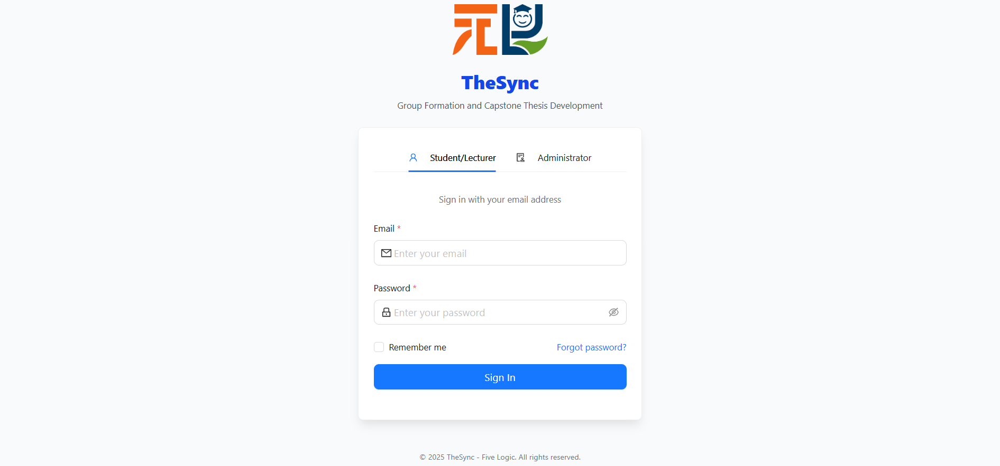 TheSync
Group Formation and Capstone Thesis Development
Student/Lecturer
Administrator
Sign in with your email address
Email *
Enter your email
Password *
Enter your password
Remember me
Forgot password?
Sign In
© 2025 TheSync - Five Logic. All rights reserved.